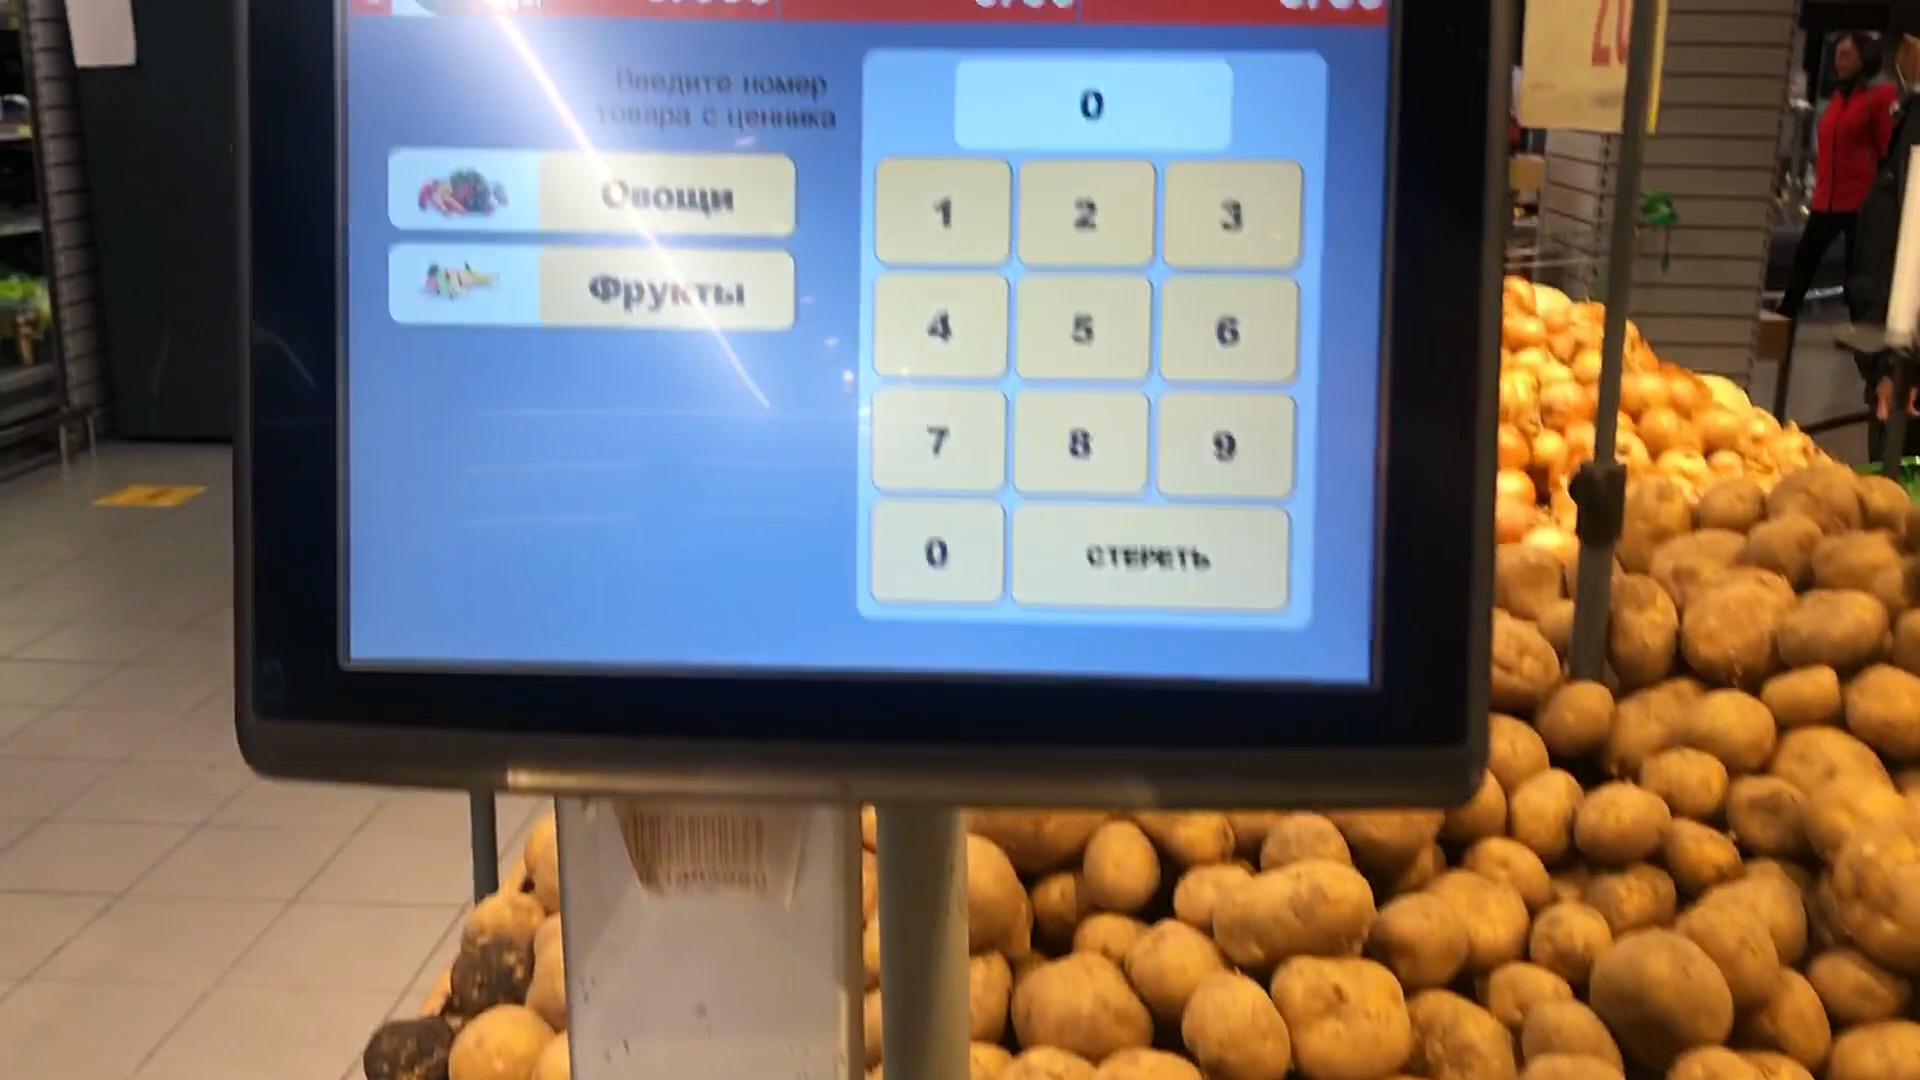 Введите номер
товара с ценника
0
Овощи
Фрукты
1 2 3
4 5 6
7 8 9
0 стереть